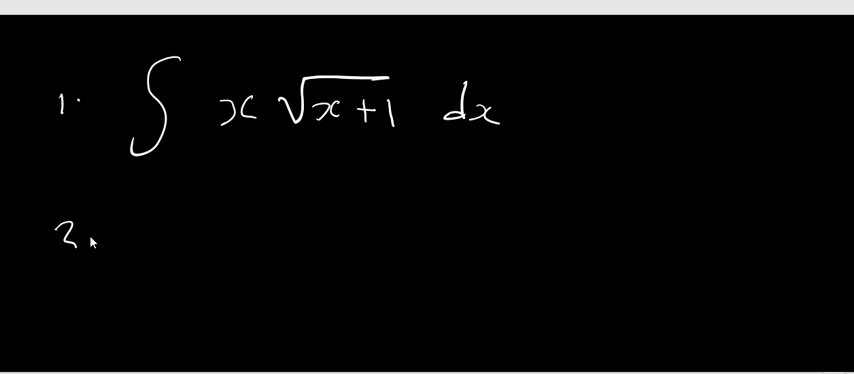 1. ∫ x √(x+1) dx
2.